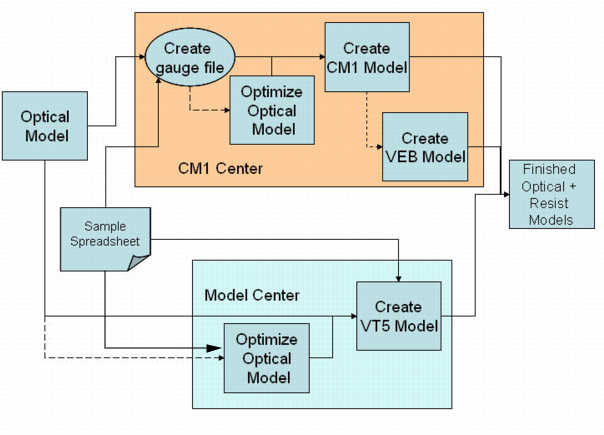 Create
gauge file
Create
CM1 Model
Optimize
Optical
Model
Optical
Model
Create
VEB Model
CM1 Center
Finished
Optical +
Resist
Models
Sample
Spreadsheet
Model Center
Create
VT5 Model
Optimize
Optical
Model